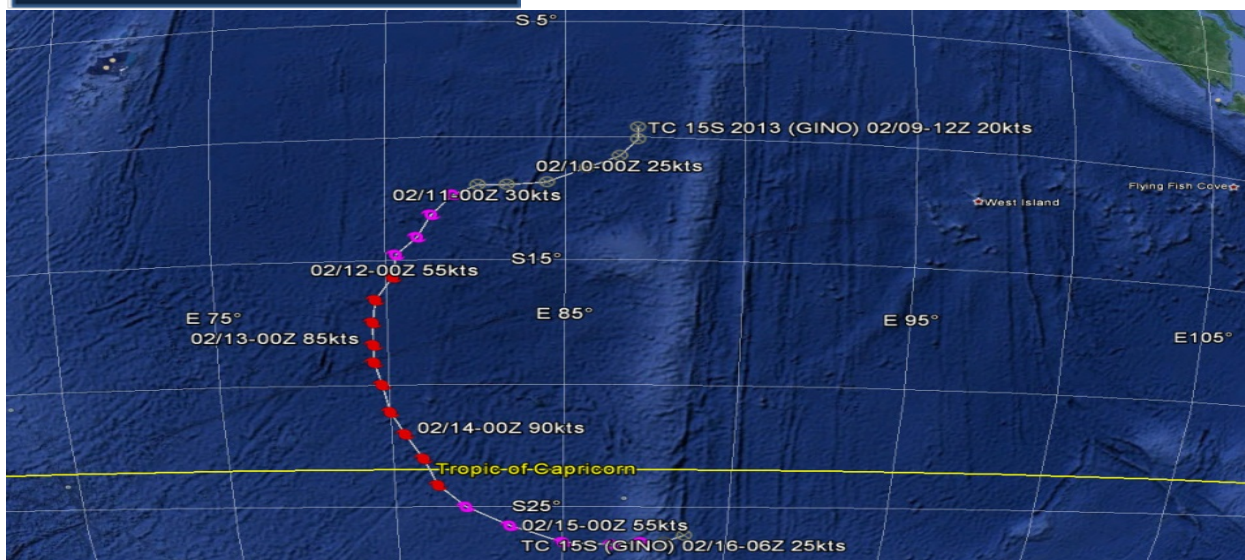 S 5°
TC 15S 2013 (GINO) 02/09-12Z 20kts
02/10-00Z 25kts
Flying Fish Cove
02/11-00Z 30kts
West Island
S15°
02/12-00Z 55kts
E 75°
E 85°
E 95°
E105°
02/13-00Z 85kts
02/14-00Z 90kts
Tropic of Capricorn
S25°
02/15-00Z 55kts
TC 15S (GINO) 02/16-06Z 25kts